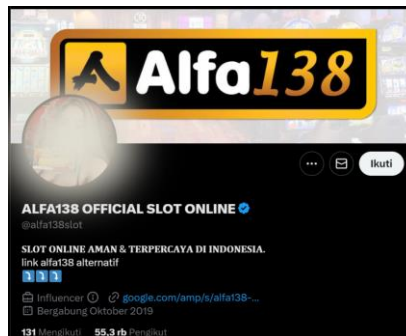 Alfa138
Ikuti
ALFA138 OFFICIAL SLOT ONLINE
@alfa138slot
SLOT ONLINE AMAN & TERPERCAYA DI INDONESIA.
link alfa138 alternatif
Influencer google.com/amp/s/alfa138-...
Bergabung Oktober 2019
131 Mengikuti 55,3 rb Pengikut